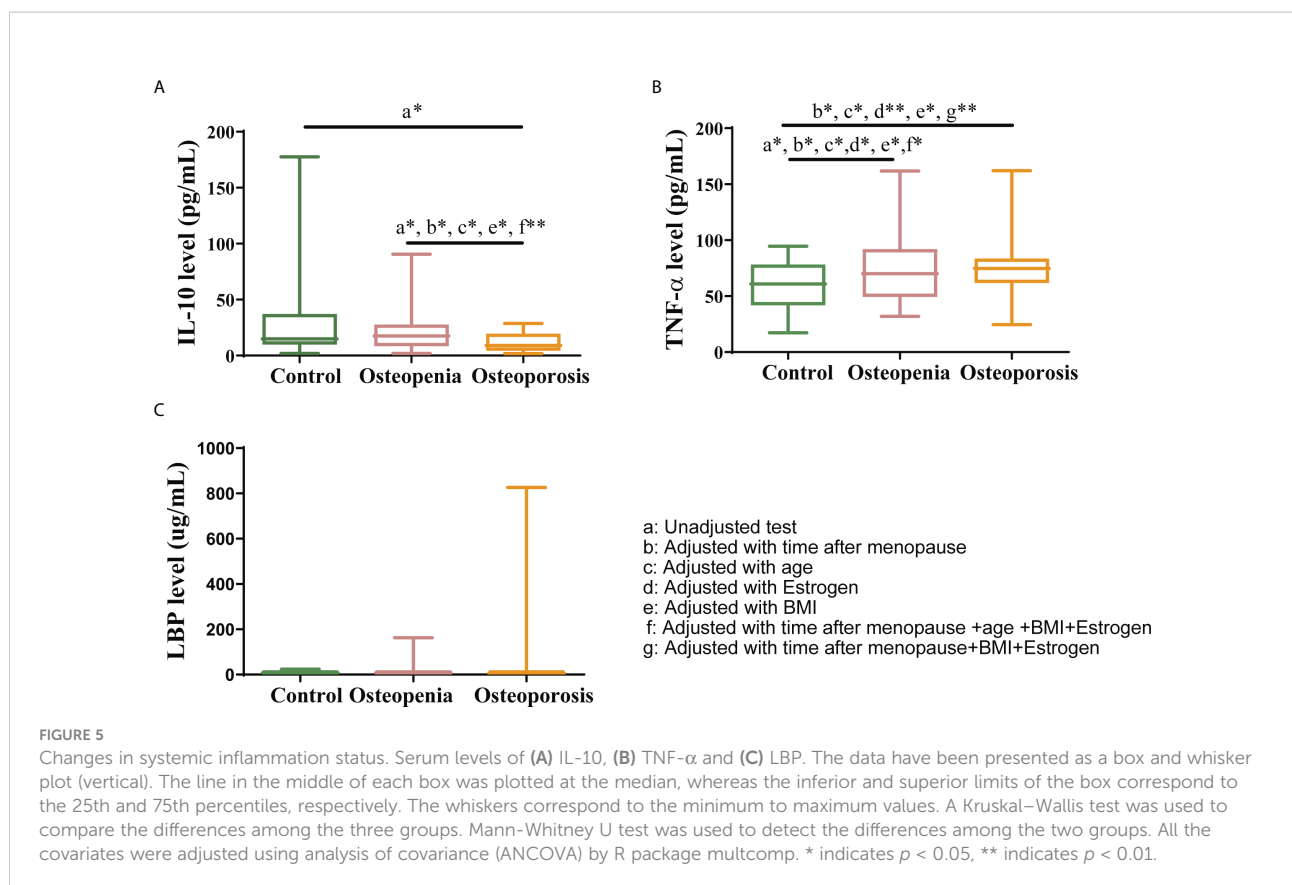 A
a*
200
150
100
50
0
IL-10 level (pg/mL)
a*, b*, c*, e*, f**
Control Osteopenia Osteoporosis
B
b*, c*, d**, e*, g**
a*, b*, c*,d*, e*,f*
200
150
100
50
0
TNF-α level (pg/mL)
Control Osteopenia Osteoporosis
C
1000
800
600
400
200
0
LBP level (ug/mL)
Control Osteopenia Osteoporosis
a: Unadjusted test
b: Adjusted with time after menopause
c: Adjusted with age
d: Adjusted with Estrogen
e: Adjusted with BMI
f: Adjusted with time after menopause +age +BMI+Estrogen
g: Adjusted with time after menopause+BMI+Estrogen
FIGURE 5
Changes in systemic inflammation status. Serum levels of (A) IL-10, (B) TNF-α and (C) LBP. The data have been presented as a box and whisker
plot (vertical). The line in the middle of each box was plotted at the median, whereas the inferior and superior limits of the box correspond to
the 25th and 75th percentiles, respectively. The whiskers correspond to the minimum to maximum values. A Kruskal–Wallis test was used to
compare the differences among the three groups. Mann-Whitney U test was used to detect the differences among the two groups. All the
covariates were adjusted using analysis of covariance (ANCOVA) by R package multcomp. * indicates p < 0.05, ** indicates p < 0.01.